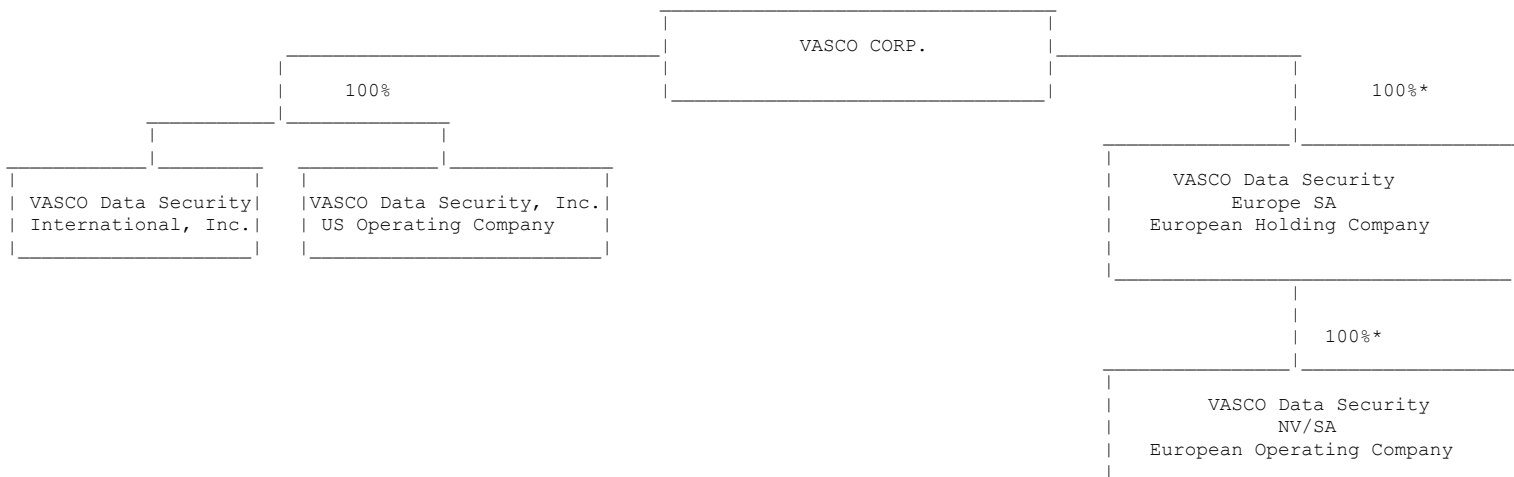 VASCO CORP.
100%
100%*
VASCO Data Security
International, Inc.
VASCO Data Security, Inc.
US Operating Company
VASCO Data Security
Europe SA
European Holding Company
100%*
VASCO Data Security
NV/SA
European Operating Company